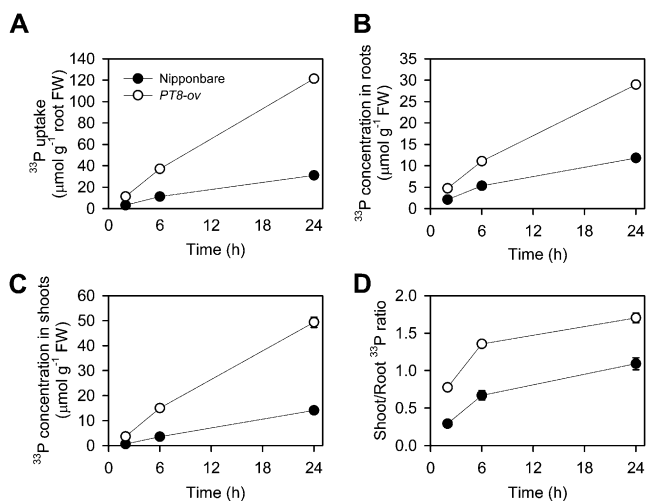 A
³³P uptake
(μmol g⁻¹ root FW)
140
120
100
80
60
40
20
0
Nipponbare
PT8-ov
0 6 12 18 24
Time (h)
B
³³P concentration in roots
(μmol g⁻¹ FW)
35
30
25
20
15
10
5
0
0 6 12 18 24
Time (h)
C
³³P concentration in shoots
(μmol g⁻¹ FW)
60
50
40
30
20
10
0
0 6 12 18 24
Time (h)
D
Shoot/Root ³³P ratio
2.0
1.5
1.0
0.5
0.0
0 6 12 18 24
Time (h)